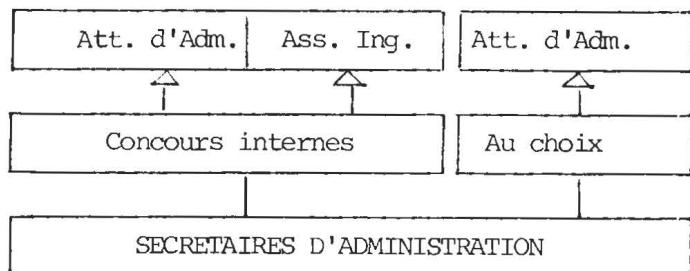 Att. d'Adm. Ass. Ing. Att. d'Adm.
Concours internes Au choix
SECRETAIRES D'ADMINISTRATION